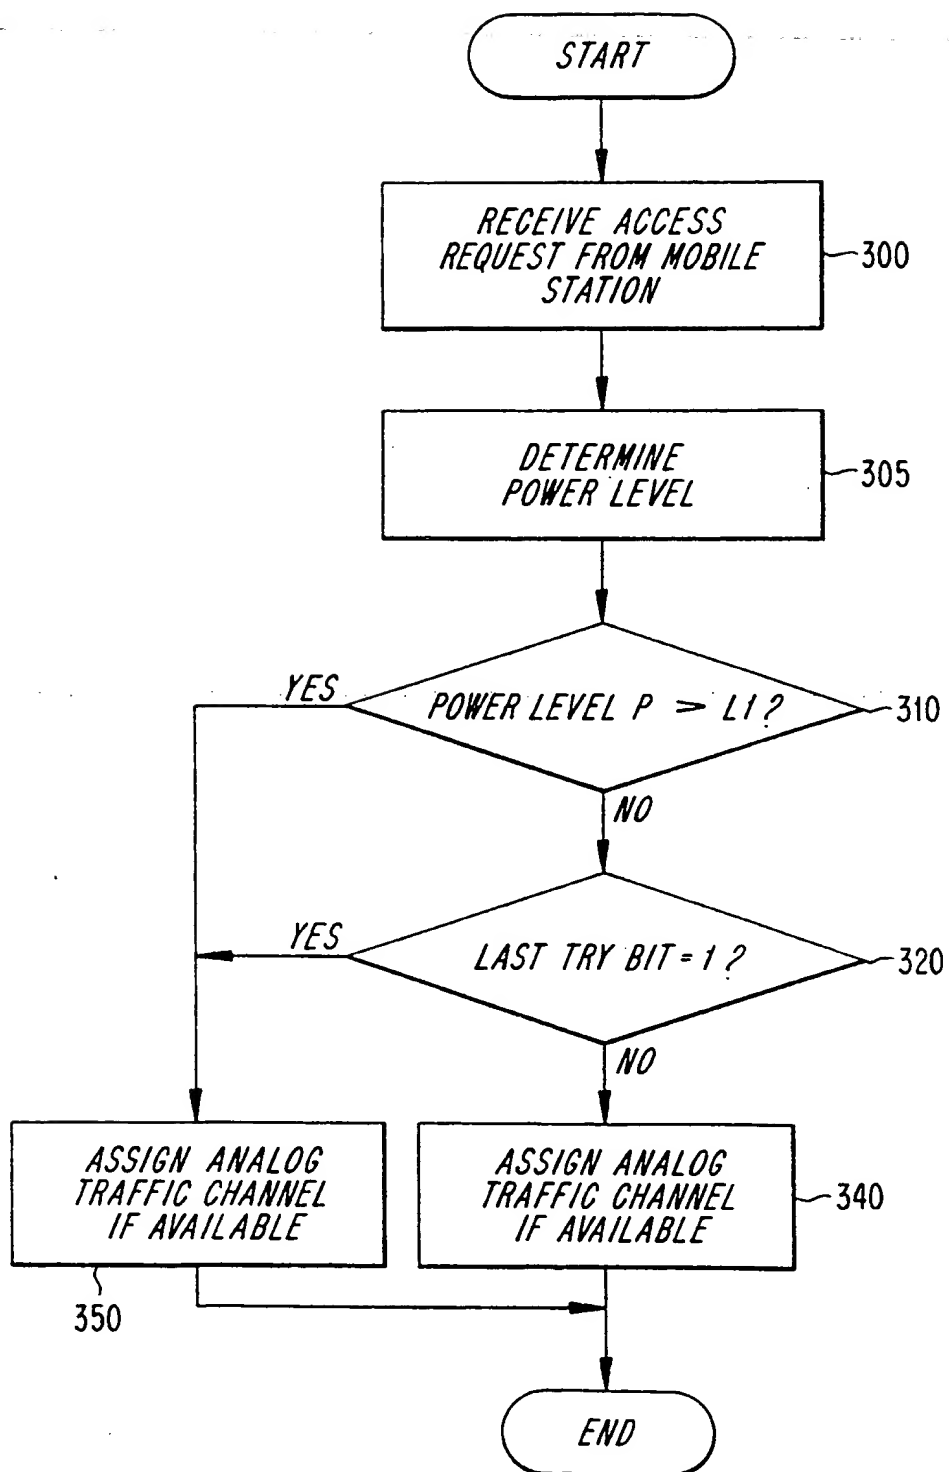 START
RECEIVE ACCESS
REQUEST FROM MOBILE
STATION
300
DETERMINE
POWER LEVEL
305
YES
POWER LEVEL P > L1?
310
NO
YES
LAST TRY BIT = 1?
320
NO
ASSIGN ANALOG
TRAFFIC CHANNEL
IF AVAILABLE
350
ASSIGN ANALOG
TRAFFIC CHANNEL
IF AVAILABLE
340
END